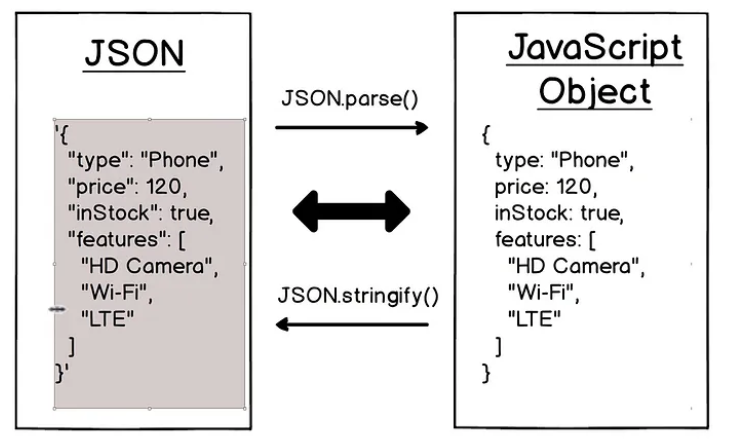 JSON
'{
"type": "Phone",
"price": 120,
"inStock": true,
"features": [
"HD Camera",
"Wi-Fi",
"LTE"
]
}'
JSON.parse()
JSON.stringify()
JavaScript
Object
{
type: "Phone",
price: 120,
inStock: true,
features: [
"HD Camera",
"Wi-Fi",
"LTE"
]
}